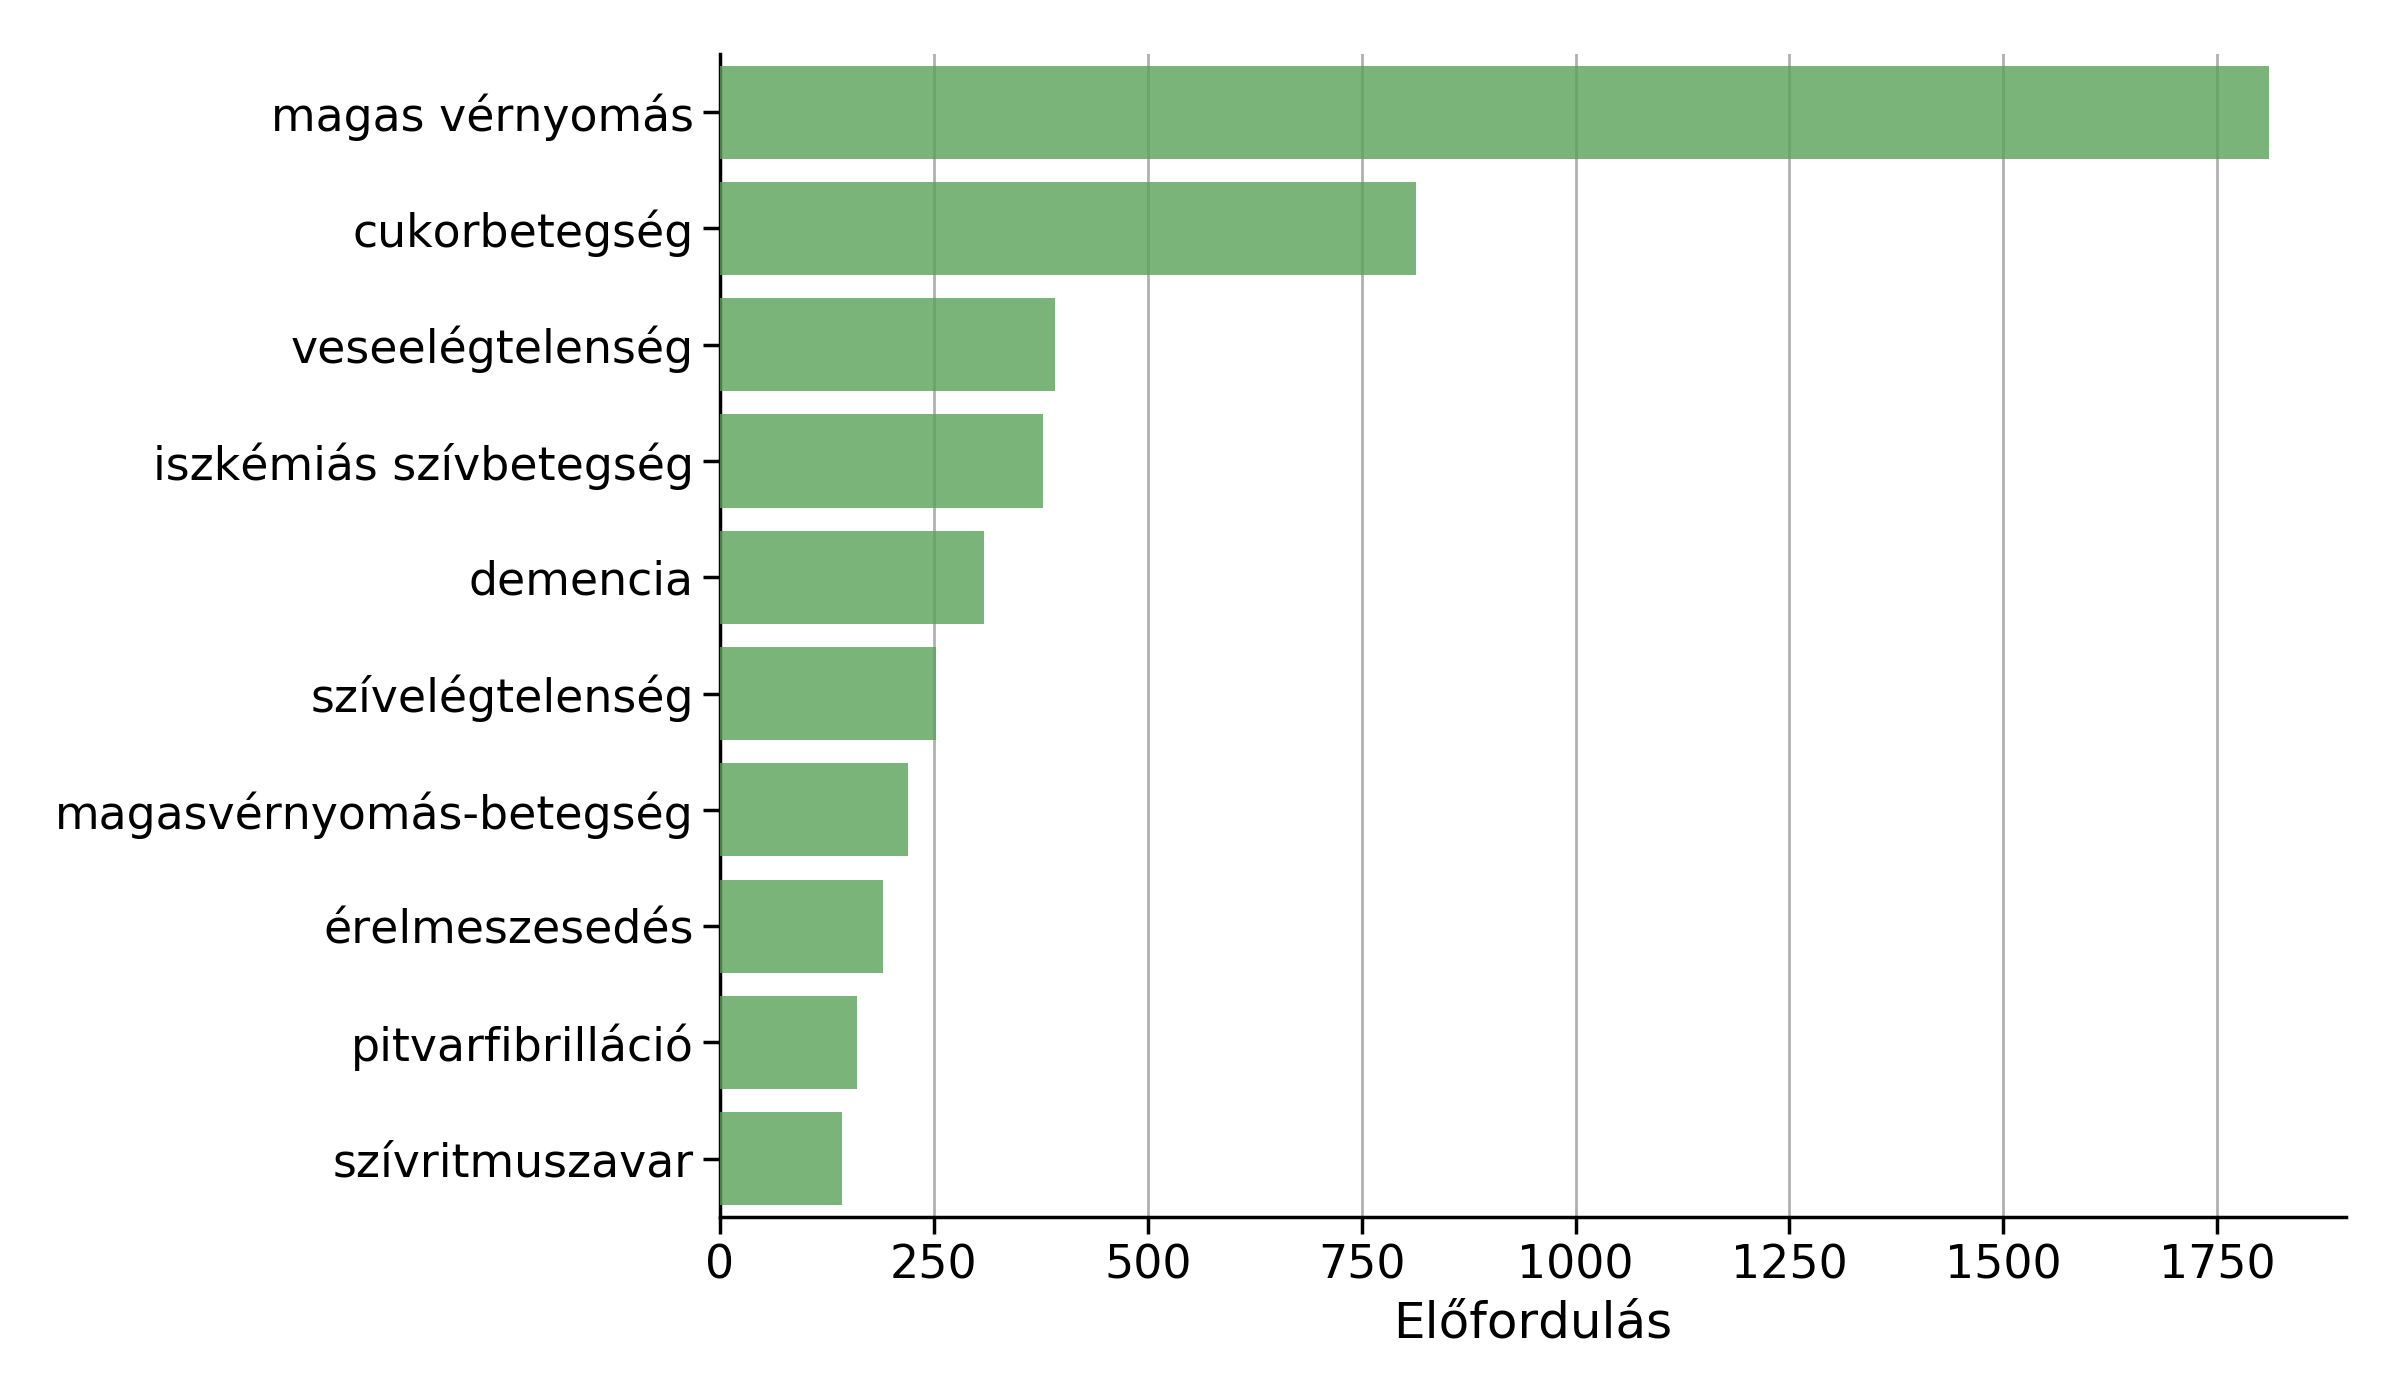 magas vérnyomás
cukorbetegség
veseelégtelenség
iszkémiás szívbetegség
demencia
szívelégtelenség
magasvérnyomás-betegség
érelmeszesedés
pitvarfibrilláció
szívritmuszavar
0 250 500 750 1000 1250 1500 1750
Előfordulás